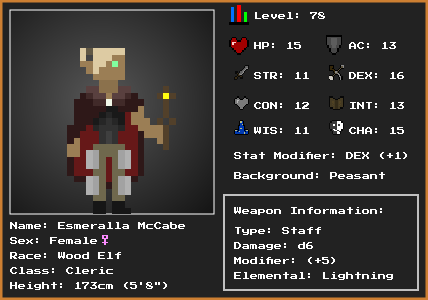 Level: 78
HP: 15 AC: 13
STR: 11 DEX: 16
CON: 12 INT: 13
WIS: 11 CHA: 15
Stat Modifier: DEX (+1)
Background: Peasant
Name: Esmeralla McCabe
Sex: Female♀
Race: Wood Elf
Class: Cleric
Height: 173cm (5'8")
Weapon Information:
Type: Staff
Damage: d6
Modifier: (+5)
Elemental: Lightning